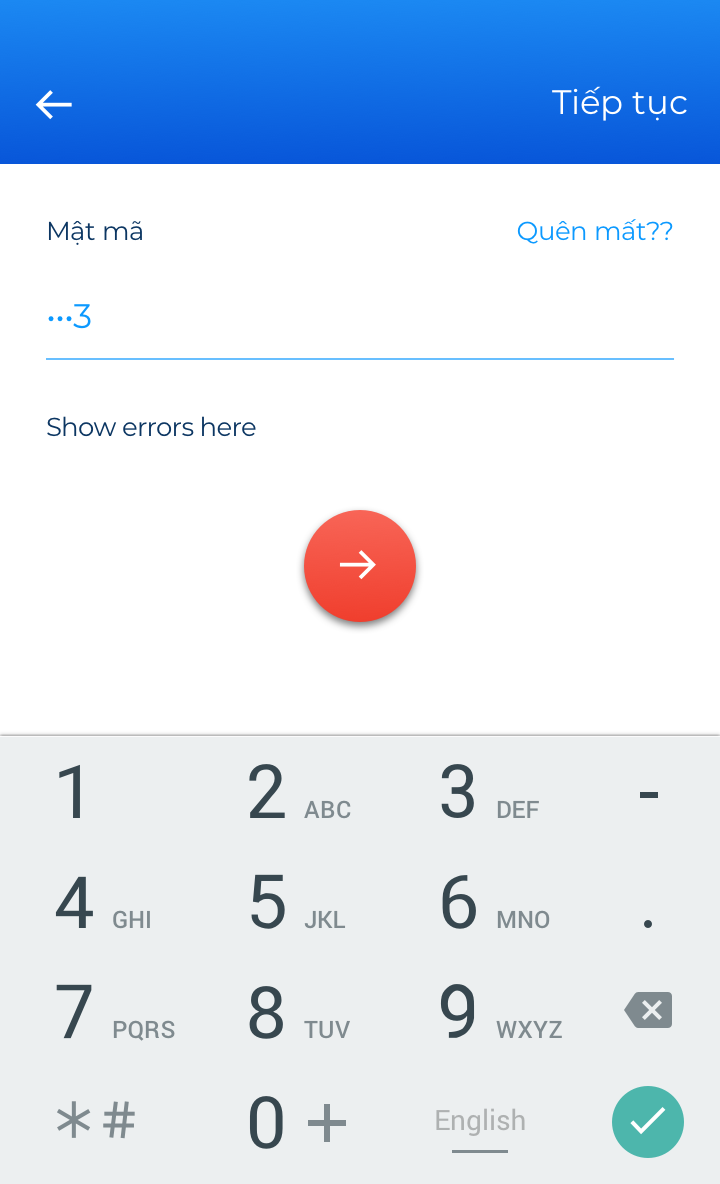 Tiếp tục
Mật mã
Quên mất??
•••3
Show errors here
1 2 ABC 3 DEF -
4 GHI 5 JKL 6 MNO .
7 PQRS 8 TUV 9 WXYZ
*# 0 + English